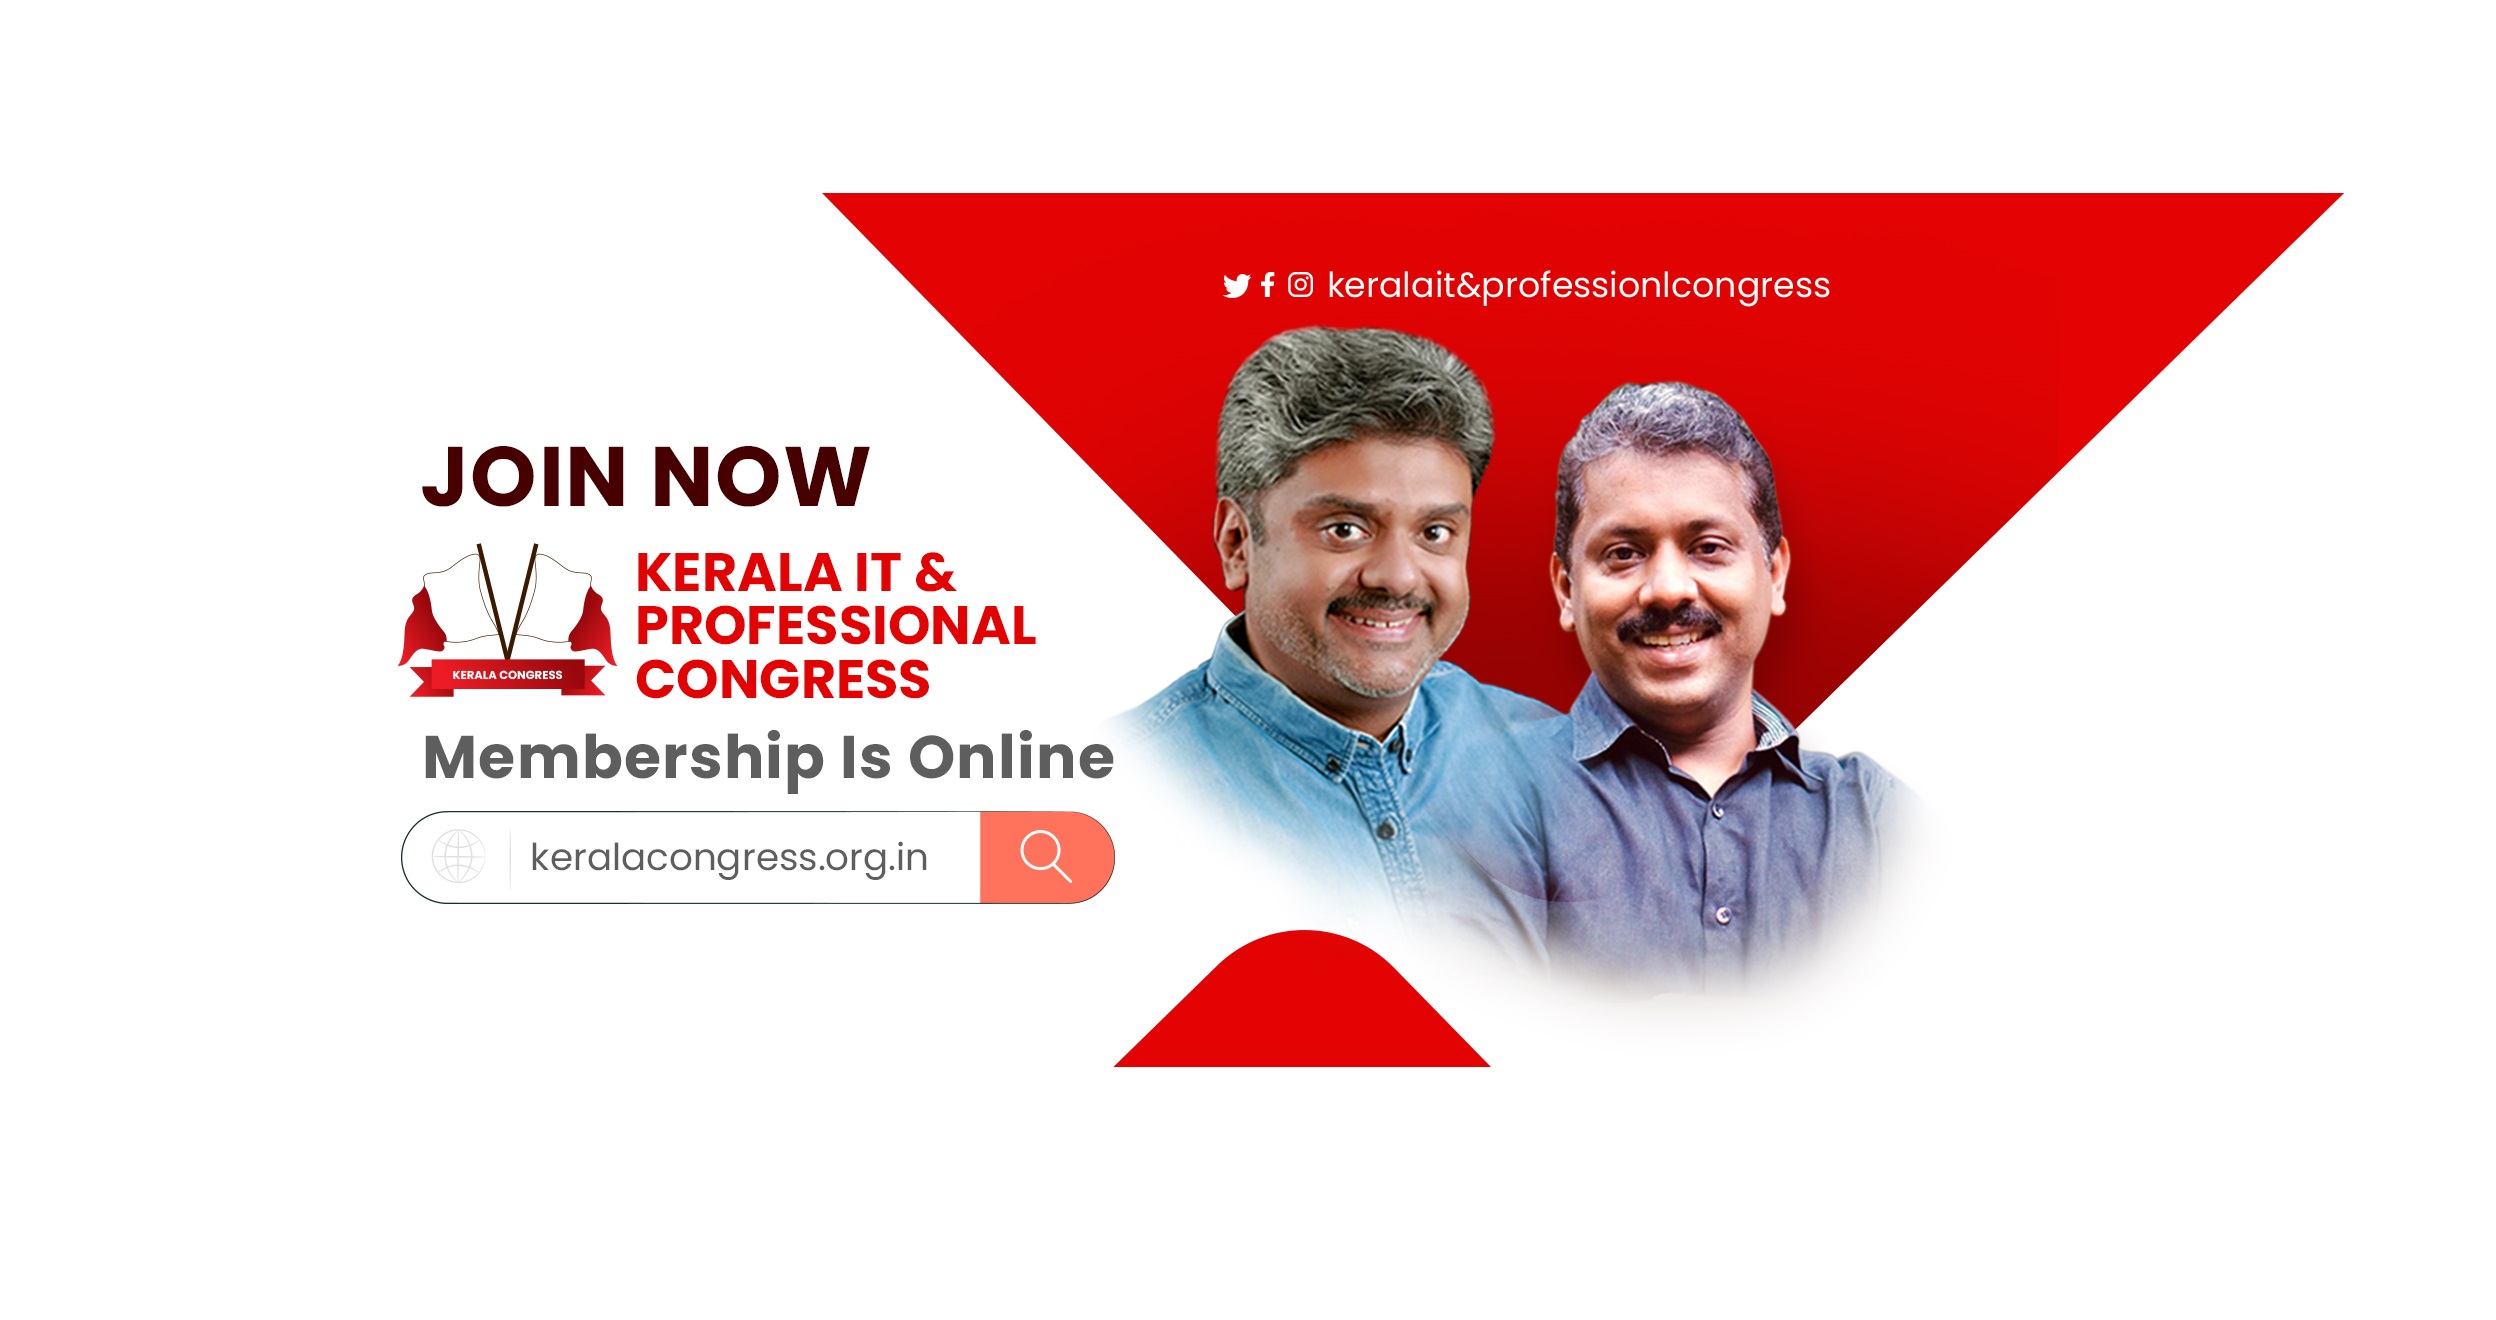 keralait&professionlcongress
JOIN NOW
KERALA IT &
PROFESSIONAL
CONGRESS
KERALA CONGRESS
Membership Is Online
keralacongress.org.in